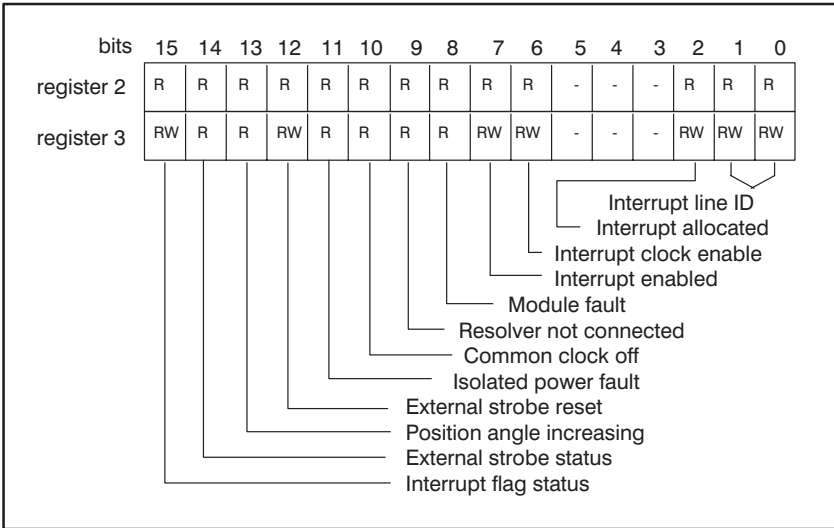 bits 15 14 13 12 11 10 9 8 7 6 5 4 3 2 1 0
register 2 R R R R R R R R R R - - - R R R
register 3 RW R R RW R R R R RW RW - - - RW RW RW
Interrupt line ID
Interrupt allocated
Interrupt clock enable
Interrupt enabled
Module fault
Resolver not connected
Common clock off
Isolated power fault
External strobe reset
Position angle increasing
External strobe status
Interrupt flag status